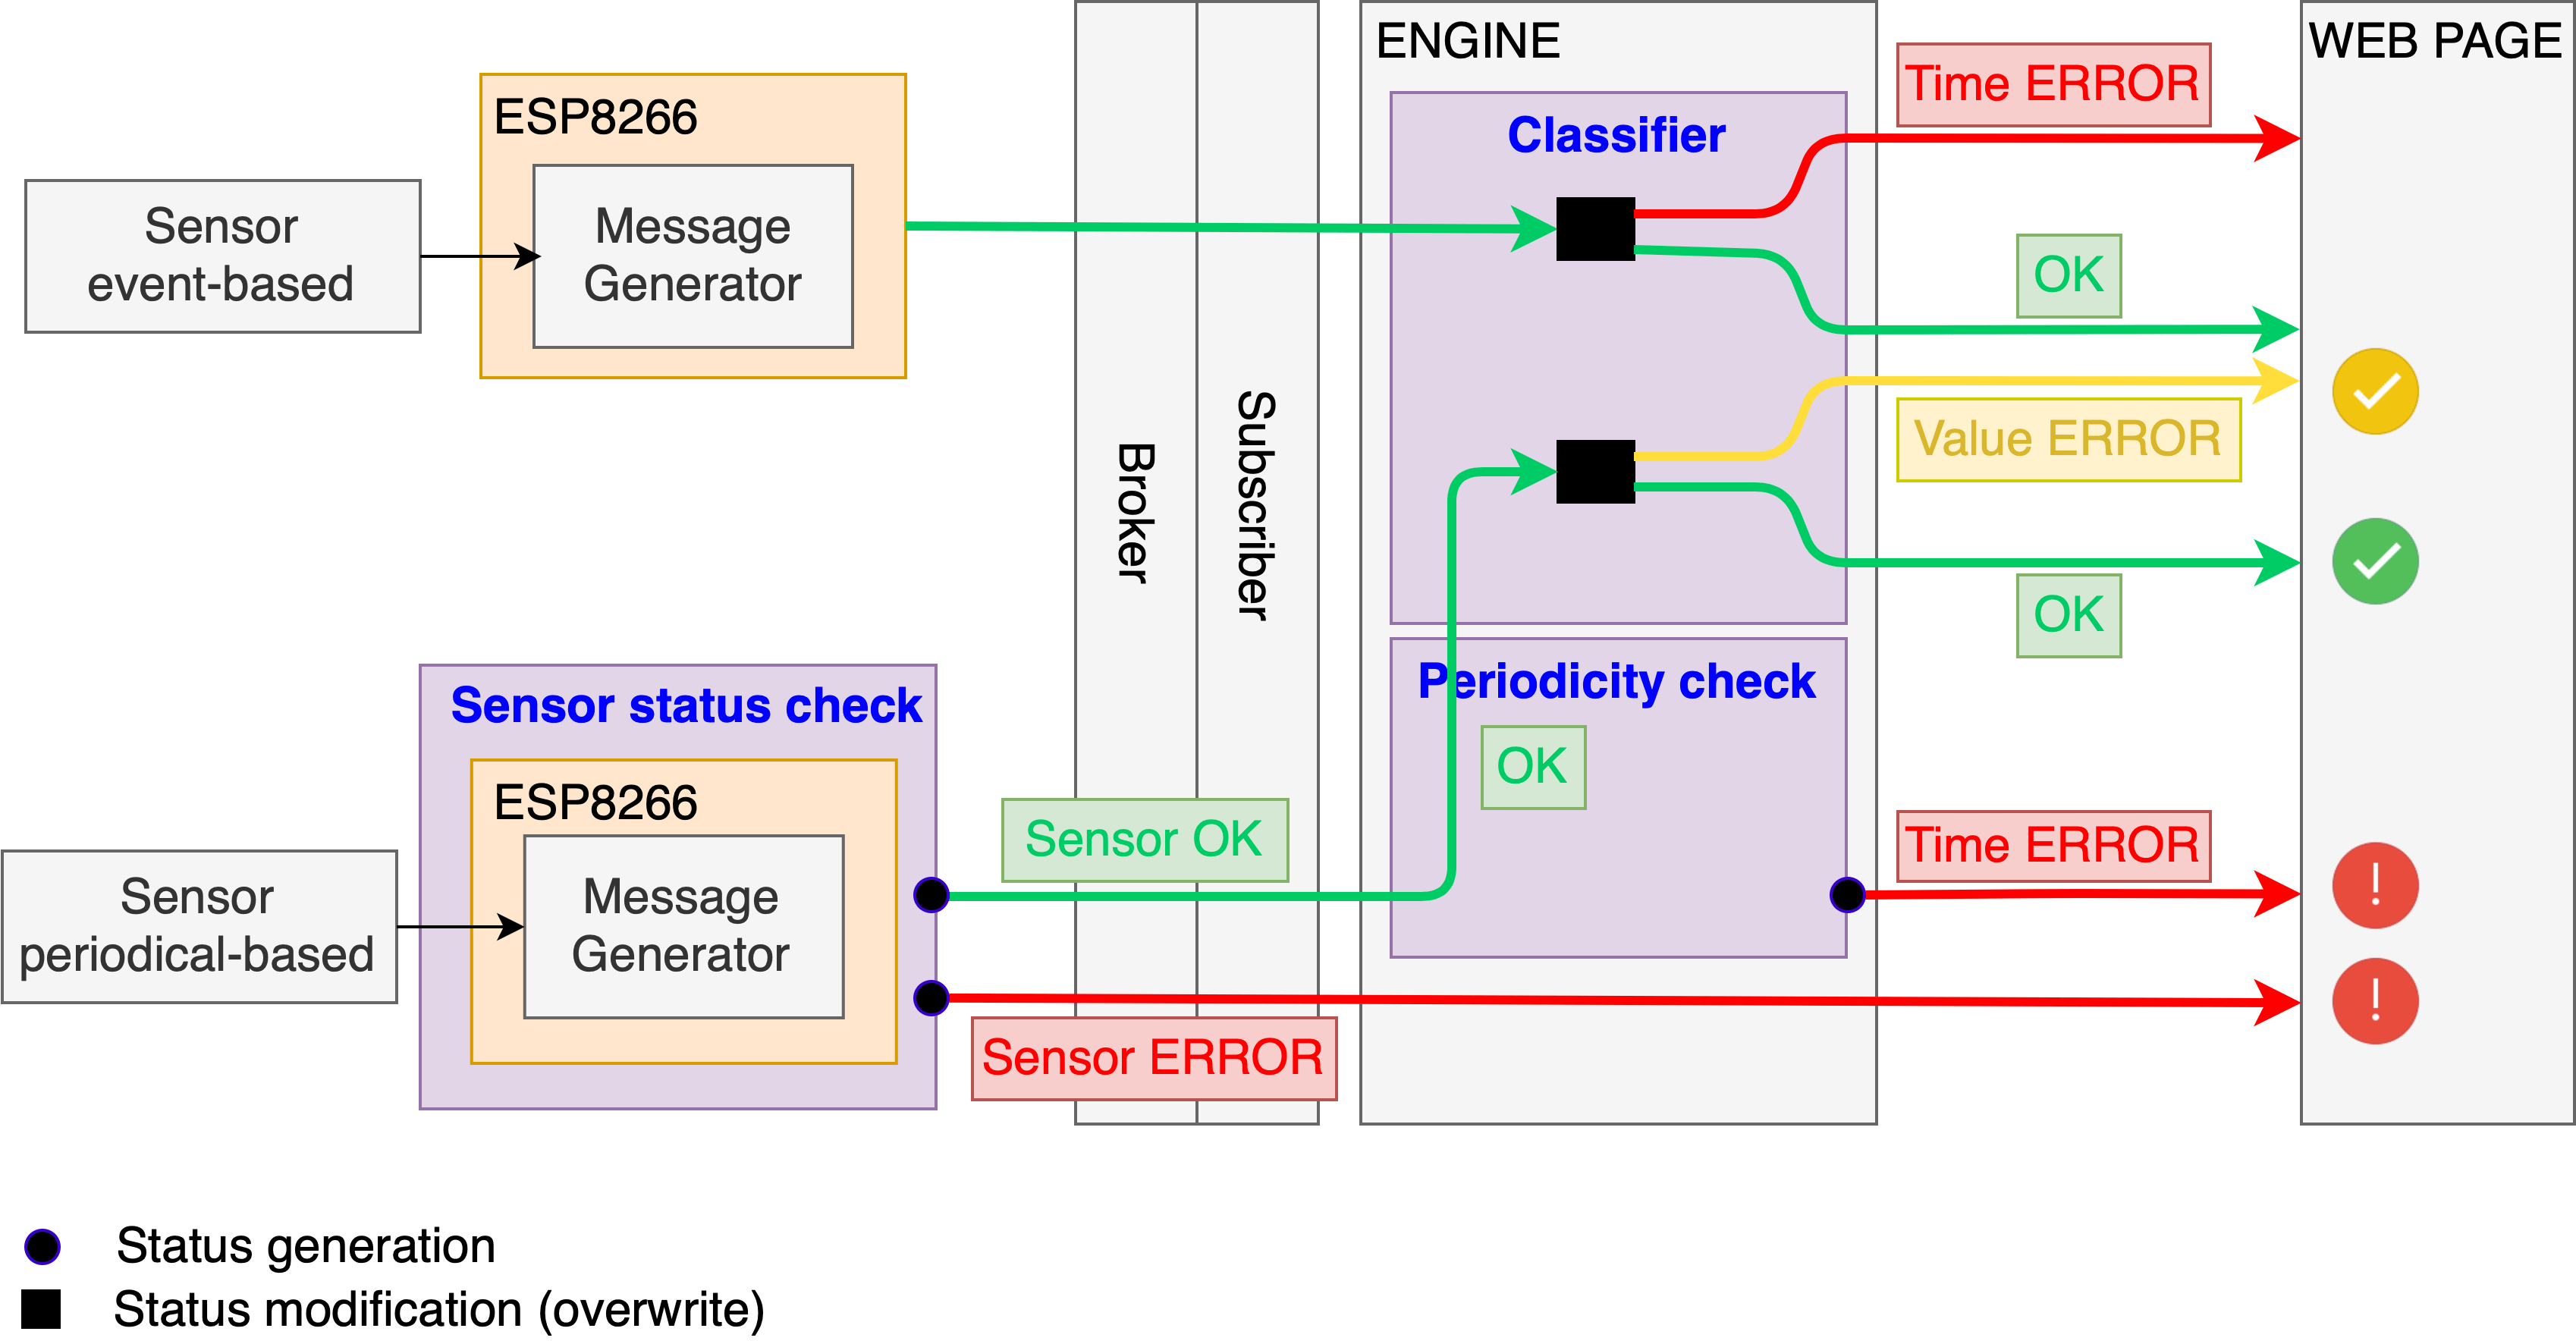 ENGINE
WEB PAGE
Time ERROR
ESP8266
Classifier
Sensor
event-based
Message
Generator
OK
Value ERROR
Broker
Subscriber
OK
Sensor status check
Periodicity check
OK
ESP8266
Sensor OK
Time ERROR
Sensor
periodical-based
Message
Generator
Sensor ERROR
Status generation
Status modification (overwrite)